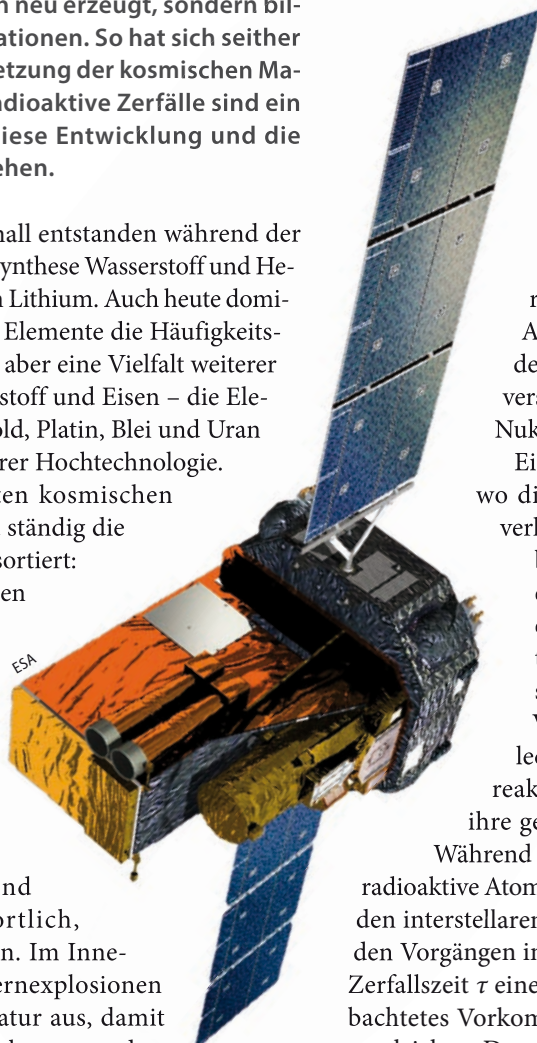 n neu erzeugt, sondern bil-
ationen. So hat sich seither
etzung der kosmischen Ma-
adioaktive Zerfälle sind ein
iese Entwicklung und die
ehen.
nall entstanden während der
ynthese Wasserstoff und He-
n Lithium. Auch heute domi-
Elemente die Häufigkeits-
aber eine Vielfalt weiterer
stoff und Eisen – die Ele-
old, Platin, Blei und Uran
rer Hochtechnologie.
ten kosmischen
ständig die
sortiert:
en
ESA
nd
ortlich,
n. Im Inne-
ernexplosionen
atur aus, damit
r
A
de
vers
Nuk
Ei
wo di
verl
led
reak
ihre ge
Während
radioaktive Atom
den interstellaren
den Vorgängen in
Zerfallszeit τ eine
bachtetes Vorkom